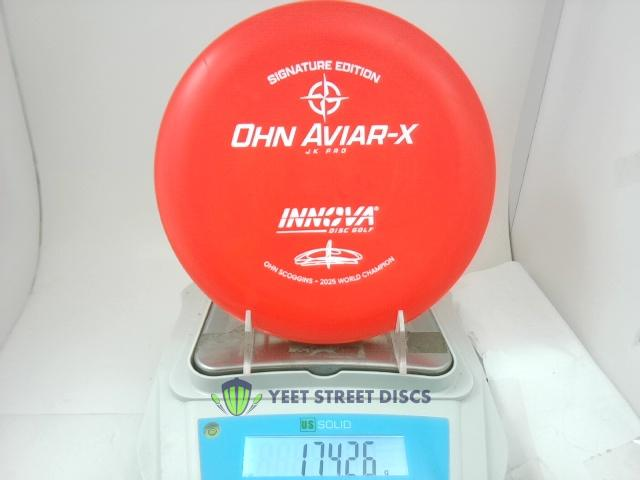 SIGNATURE EDITION
OHN AVIAR-X
JK PRO
INNOVA®
DISC GOLF
OHN SCOGGINS - 2025 WORLD CHAMPION
YEET STREET DISCS
US SOLID
174.26 g